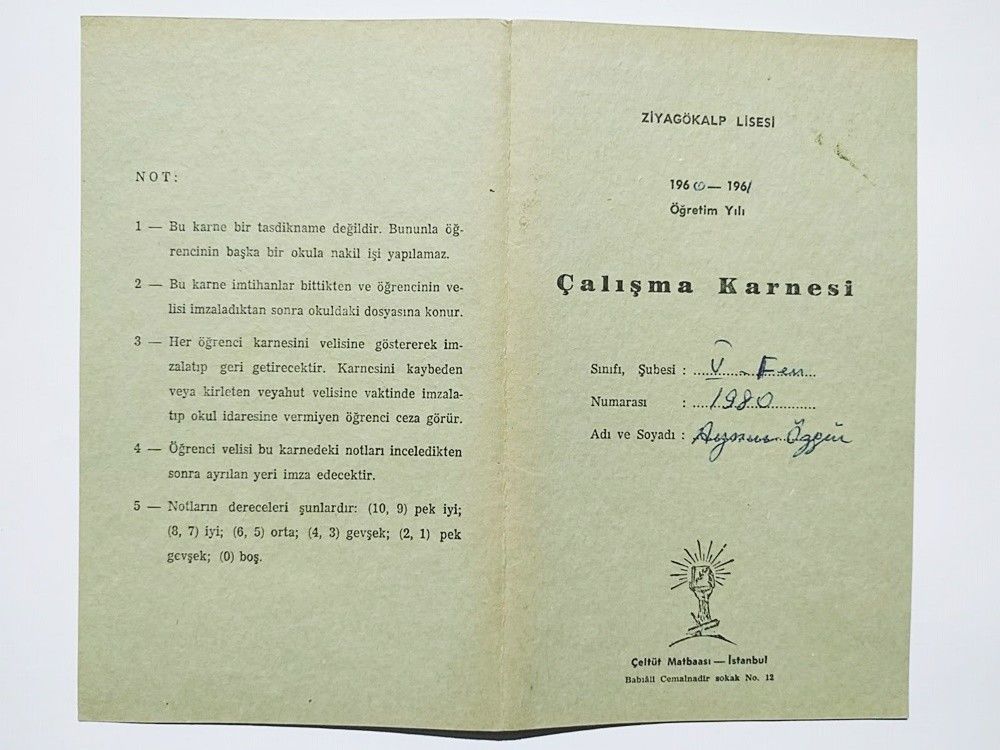 NOT:
1 — Bu karne bir tasdikname değildir. Bununla öğ-
rencinin başka bir okula nakil işi yapılamaz.
2 — Bu karne imtihanlar bittikten ve öğrencinin ve-
lisi imzaladıktan sonra okuldaki dosyasına konur.
3 — Her öğrenci karnesini velisine göstererek im-
zalatıp geri getirecektir. Karnesini kaybeden
veya kirleten veyahut velisine vaktinde imzala-
tıp okul idaresine vermiyen öğrenci ceza görür.
4 — Öğrenci velisi bu karnedeki notları inceledikten
sonra ayrılan yeri imza edecektir.
5 — Notların dereceleri şunlardır: (10, 9) pek iyi;
(8, 7) iyi; (6, 5) orta; (4, 3) gevşek; (2, 1) pek
gevşek; (0) boş.
ZİYAGÖKALP LİSESİ
1960 — 1961
Öğretim Yılı
Çalışma Karnesi
Sınıfı, Şubesi : V - Fen
Numarası : 1980
Adı ve Soyadı : Özgür
Çeltüt Matbaası — İstanbul
Babıâli Cemalnadir sokak No. 12